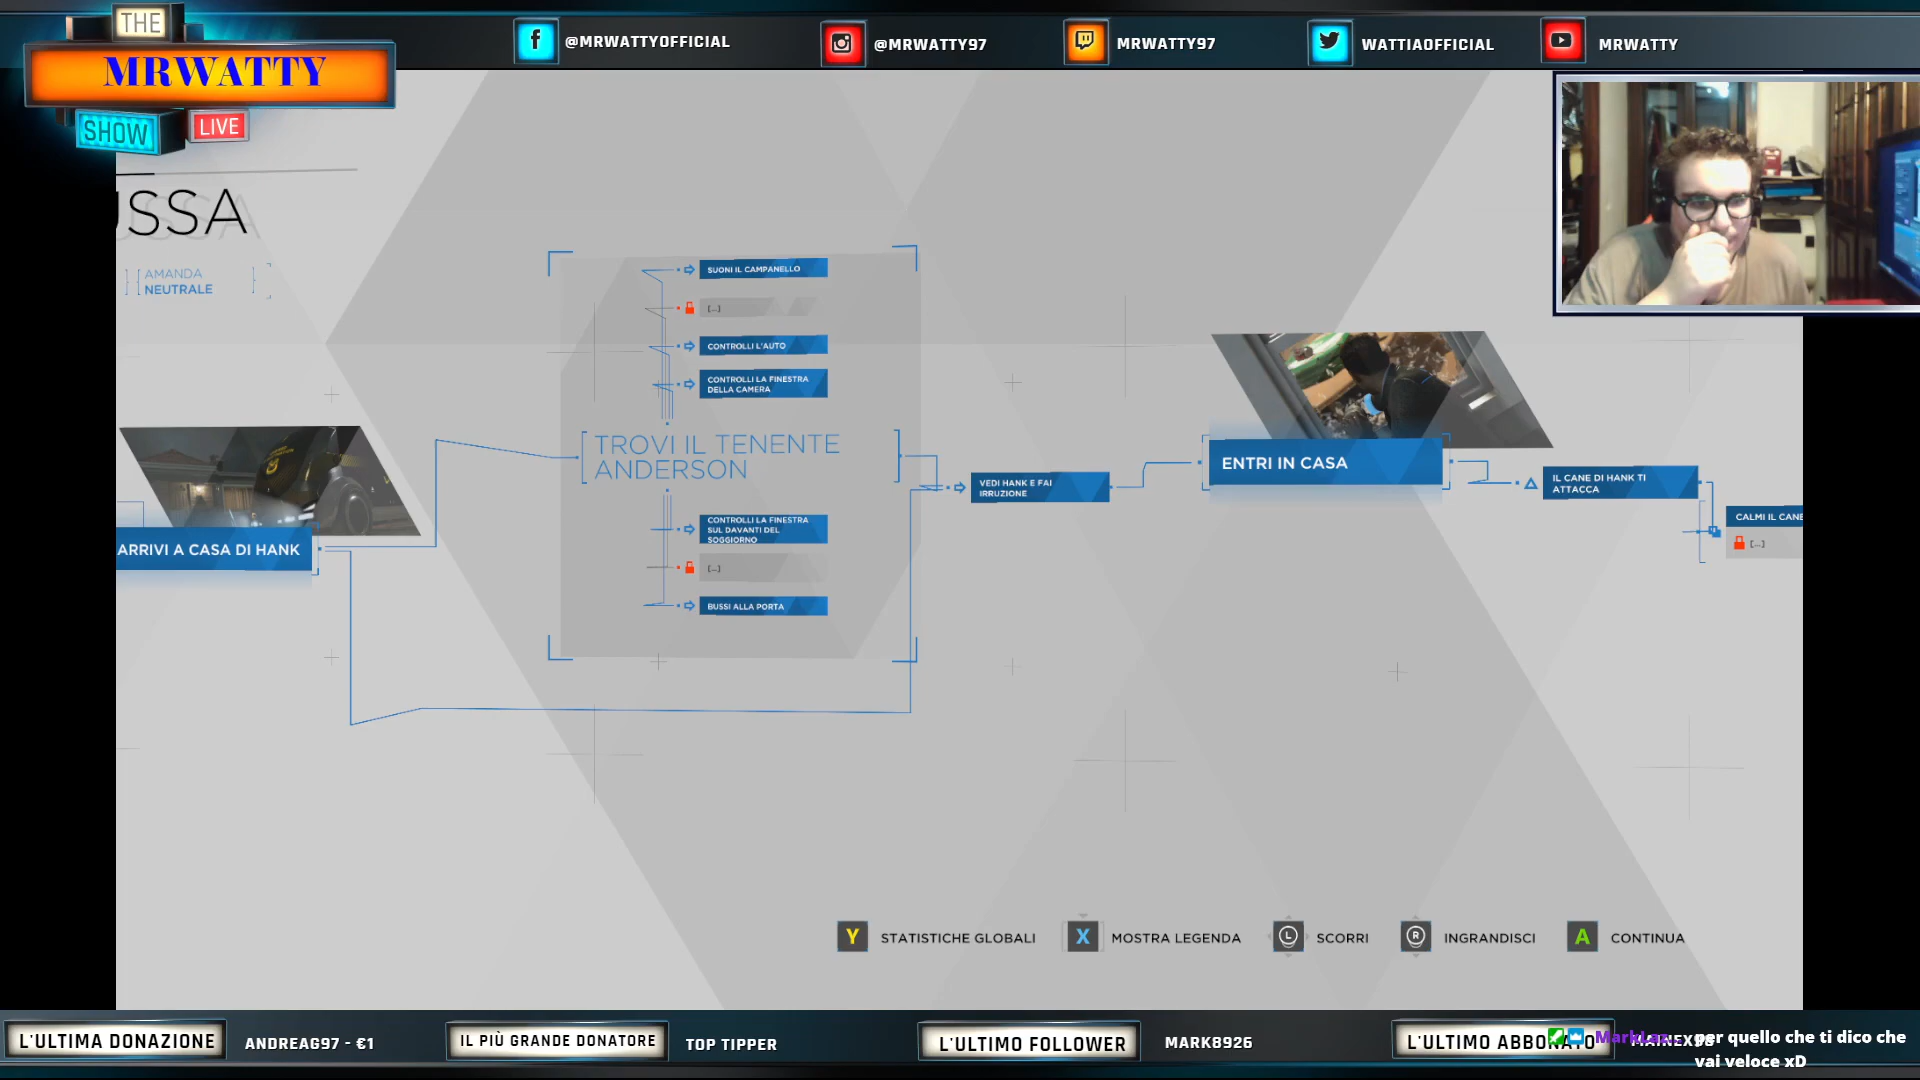 THE
MRWATTY
SHOW
LIVE
@MRWATTYOFFICIAL
@MRWATTY97
MRWATTY97
WATTIAOFFICIAL
MRWATTY
USSA
AMANDA
NEUTRALE
SUONI IL CAMPANELLO
[...]
CONTROLLI L'AUTO
CONTROLLI LA FINESTRA
DELLA CAMERA
TROVI IL TENENTE
ANDERSON
CONTROLLI LA FINESTRA
SUL DAVANTI DEL
SOGGIORNO
[...]
BUSSI ALLA PORTA
ARRIVI A CASA DI HANK
VEDI HANK E FAI
IRRUZIONE
ENTRI IN CASA
IL CANE DI HANK TI
ATTACCA
CALMI IL CANE
[...]
Y STATISTICHE GLOBALI
X MOSTRA LEGENDA
L SCORRI
R INGRANDISCI
A CONTINUA
L'ULTIMA DONAZIONE
ANDREAG97 - €1
IL PIÙ GRANDE DONATORE
TOP TIPPER
L'ULTIMO FOLLOWER
MARK8926
L'ULTIMO ABBONATO
per quello che ti dico che
vai veloce xD